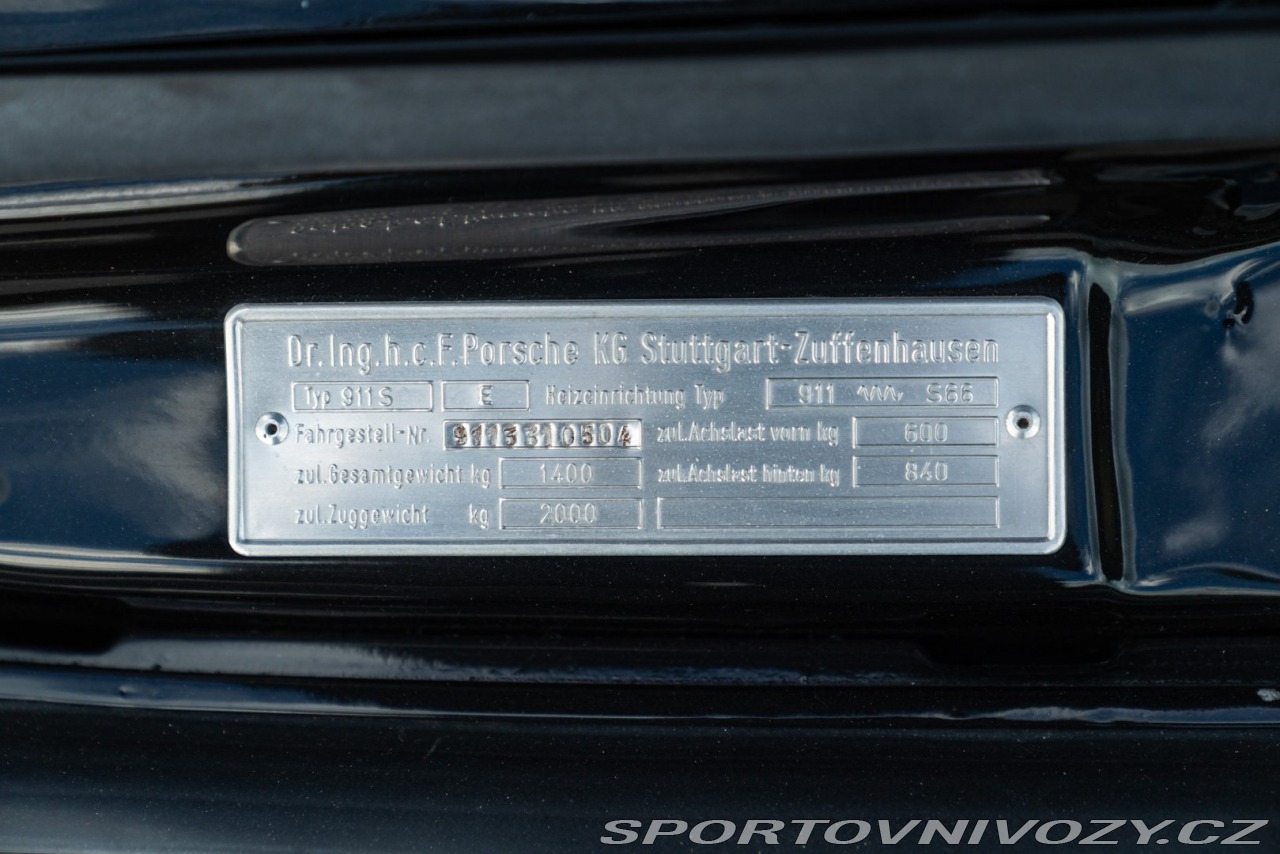 Dr.Ing.h.c.F.Porsche KG Stuttgart-Zuffenhausen
Typ 911 S E Heizeinrichtung Typ 911 S66
Fahrgestell-Nr. 9113310504 zul.Achslast vorn kg 600
zul.Gesamtgewicht kg 1400 zul.Achslast hinten kg 840
zul.Zuggewicht kg 2000
SPORTOVNIVOZY.CZ